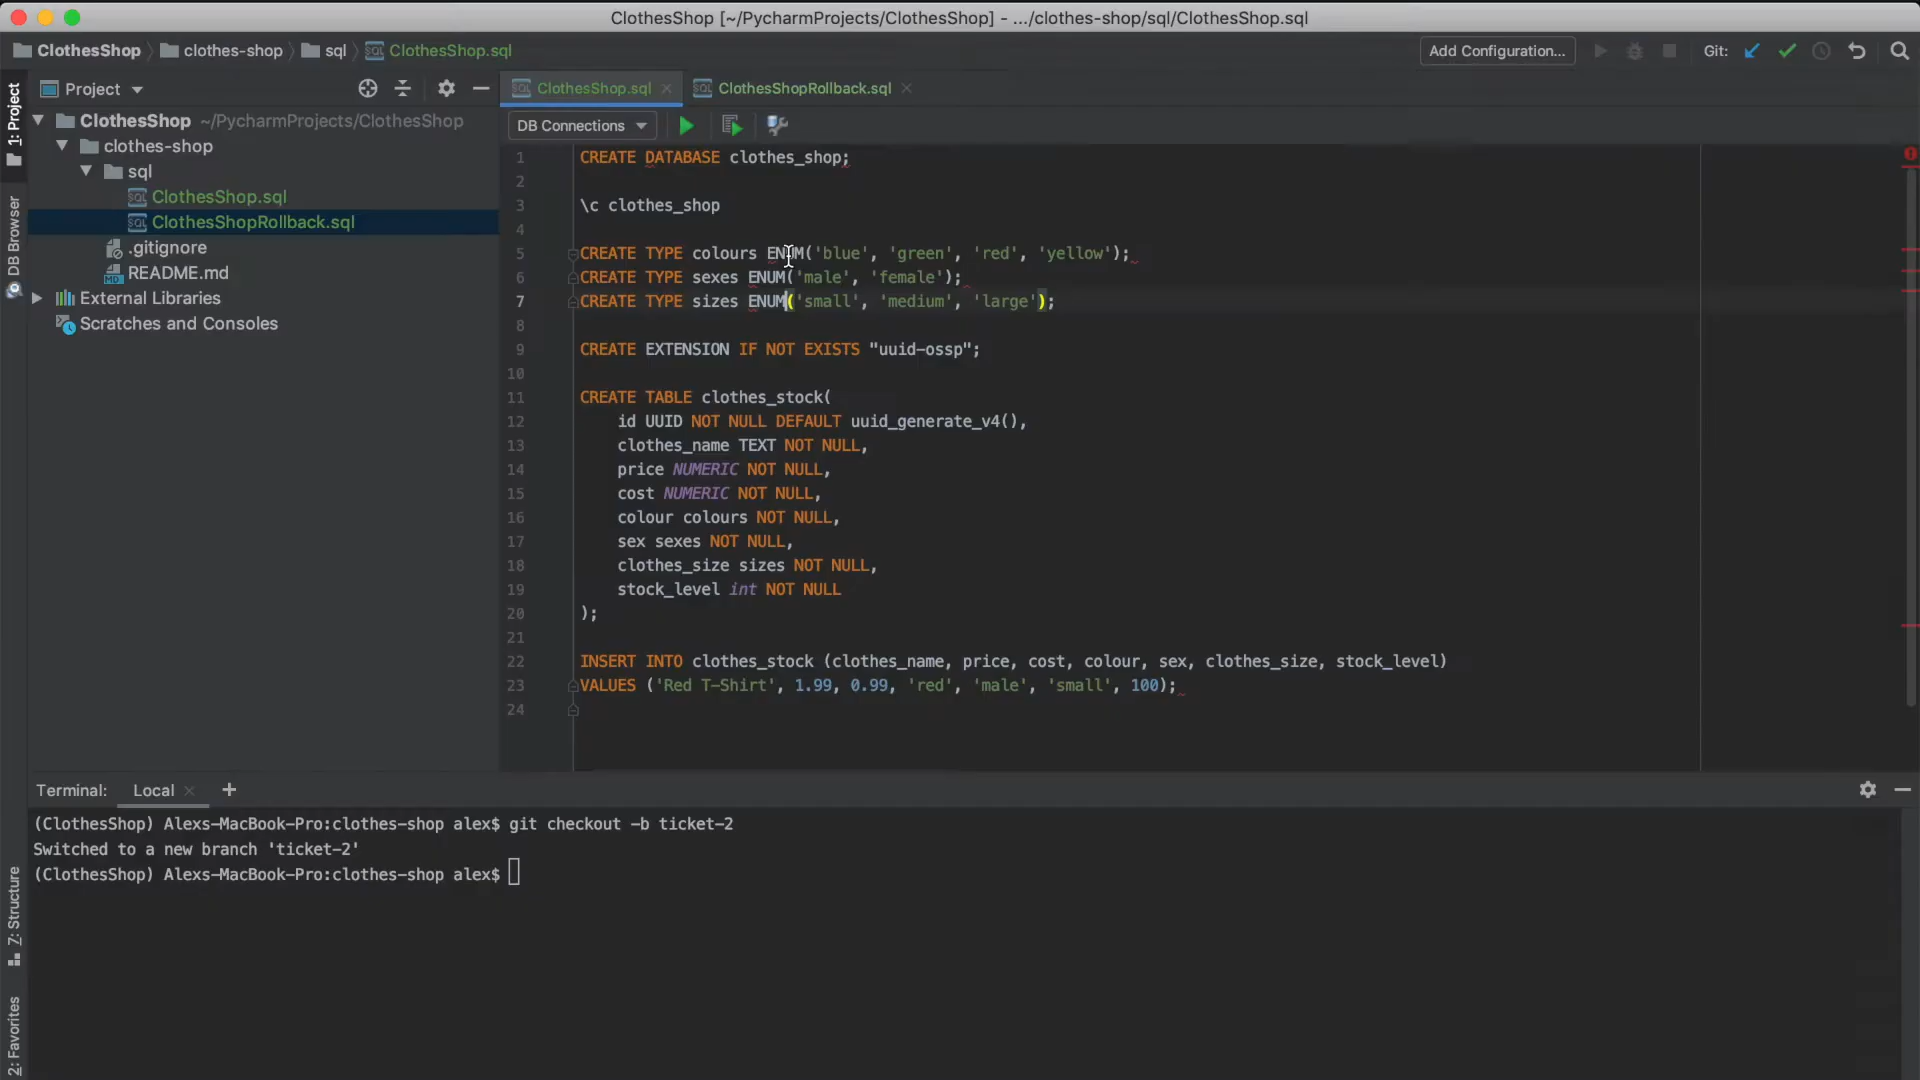 ClothesShop [~/PycharmProjects/ClothesShop] - .../clothes-shop/sql/ClothesShop.sql
ClothesShop clothes-shop sql ClothesShop.sql
Add Configuration...
Git:
Project
ClothesShop.sql
ClothesShopRollback.sql
DB Connections
1: Project
DB Browser
7: Structure
2: Favorites
ClothesShop ~/PycharmProjects/ClothesShop
clothes-shop
sql
ClothesShop.sql
ClothesShopRollback.sql
.gitignore
README.md
External Libraries
Scratches and Consoles
1 CREATE DATABASE clothes_shop;
2
3 \c clothes_shop
4
5 CREATE TYPE colours ENUM('blue', 'green', 'red', 'yellow');
6 CREATE TYPE sexes ENUM('male', 'female');
7 CREATE TYPE sizes ENUM('small', 'medium', 'large');
8
9 CREATE EXTENSION IF NOT EXISTS "uuid-ossp";
10
11 CREATE TABLE clothes_stock(
12 id UUID NOT NULL DEFAULT uuid_generate_v4(),
13 clothes_name TEXT NOT NULL,
14 price NUMERIC NOT NULL,
15 cost NUMERIC NOT NULL,
16 colour colours NOT NULL,
17 sex sexes NOT NULL,
18 clothes_size sizes NOT NULL,
19 stock_level int NOT NULL
20 );
21
22 INSERT INTO clothes_stock (clothes_name, price, cost, colour, sex, clothes_size, stock_level)
23 VALUES ('Red T-Shirt', 1.99, 0.99, 'red', 'male', 'small', 100);
24
Terminal: Local
(ClothesShop) Alexs-MacBook-Pro:clothes-shop alex$ git checkout -b ticket-2
Switched to a new branch 'ticket-2'
(ClothesShop) Alexs-MacBook-Pro:clothes-shop alex$